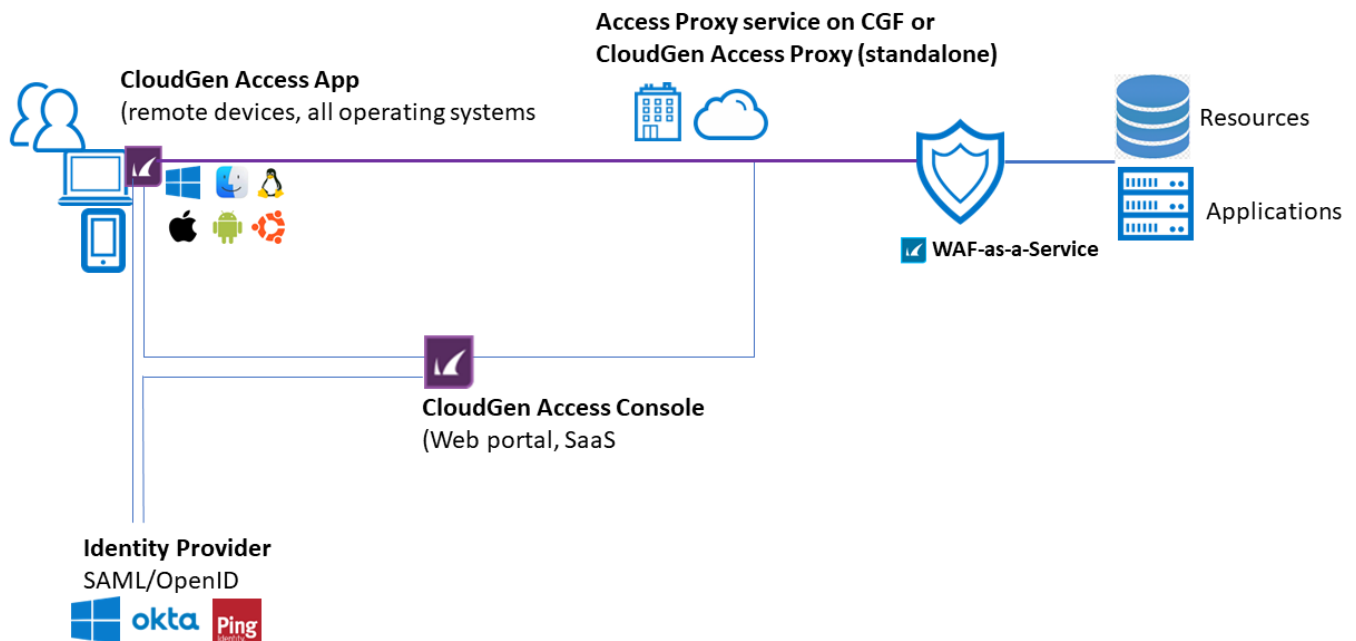 Access Proxy service on CGF or
CloudGen Access Proxy (standalone)
CloudGen Access App
(remote devices, all operating systems
Resources
Applications
WAF-as-a-Service
CloudGen Access Console
(Web portal, SaaS
Identity Provider
SAML/OpenID
okta
Ping
Identity